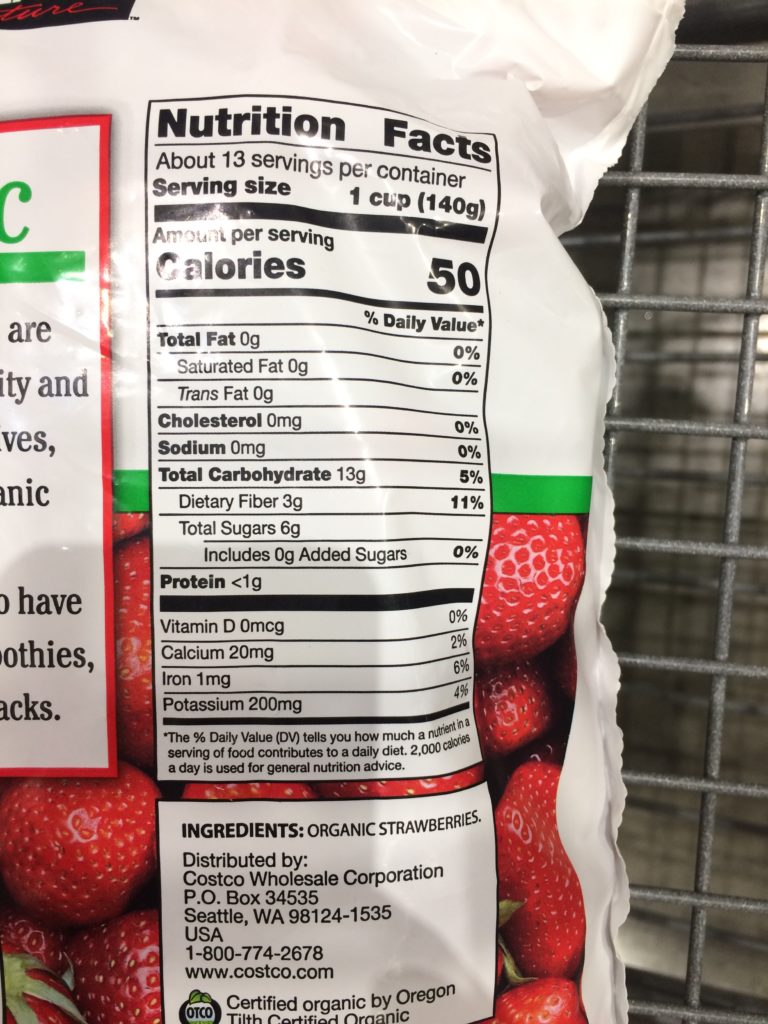 ture™
C
are
ity and
ves,
anic
o have
oothies,
acks.
Nutrition Facts
About 13 servings per container
Serving size 1 cup (140g)
Amount per serving
Calories 50
% Daily Value*
Total Fat 0g 0%
Saturated Fat 0g 0%
Trans Fat 0g
Cholesterol 0mg 0%
Sodium 0mg 0%
Total Carbohydrate 13g 5%
Dietary Fiber 3g 11%
Total Sugars 6g
Includes 0g Added Sugars 0%
Protein <1g
Vitamin D 0mcg 0%
Calcium 20mg 2%
Iron 1mg 6%
Potassium 200mg 4%
*The % Daily Value (DV) tells you how much a nutrient in a
serving of food contributes to a daily diet. 2,000 calories
a day is used for general nutrition advice.
INGREDIENTS: ORGANIC STRAWBERRIES.
Distributed by:
Costco Wholesale Corporation
P.O. Box 34535
Seattle, WA 98124-1535
USA
1-800-774-2678
www.costco.com
OTCO
Certified organic by Oregon
Tilth Certified Organic